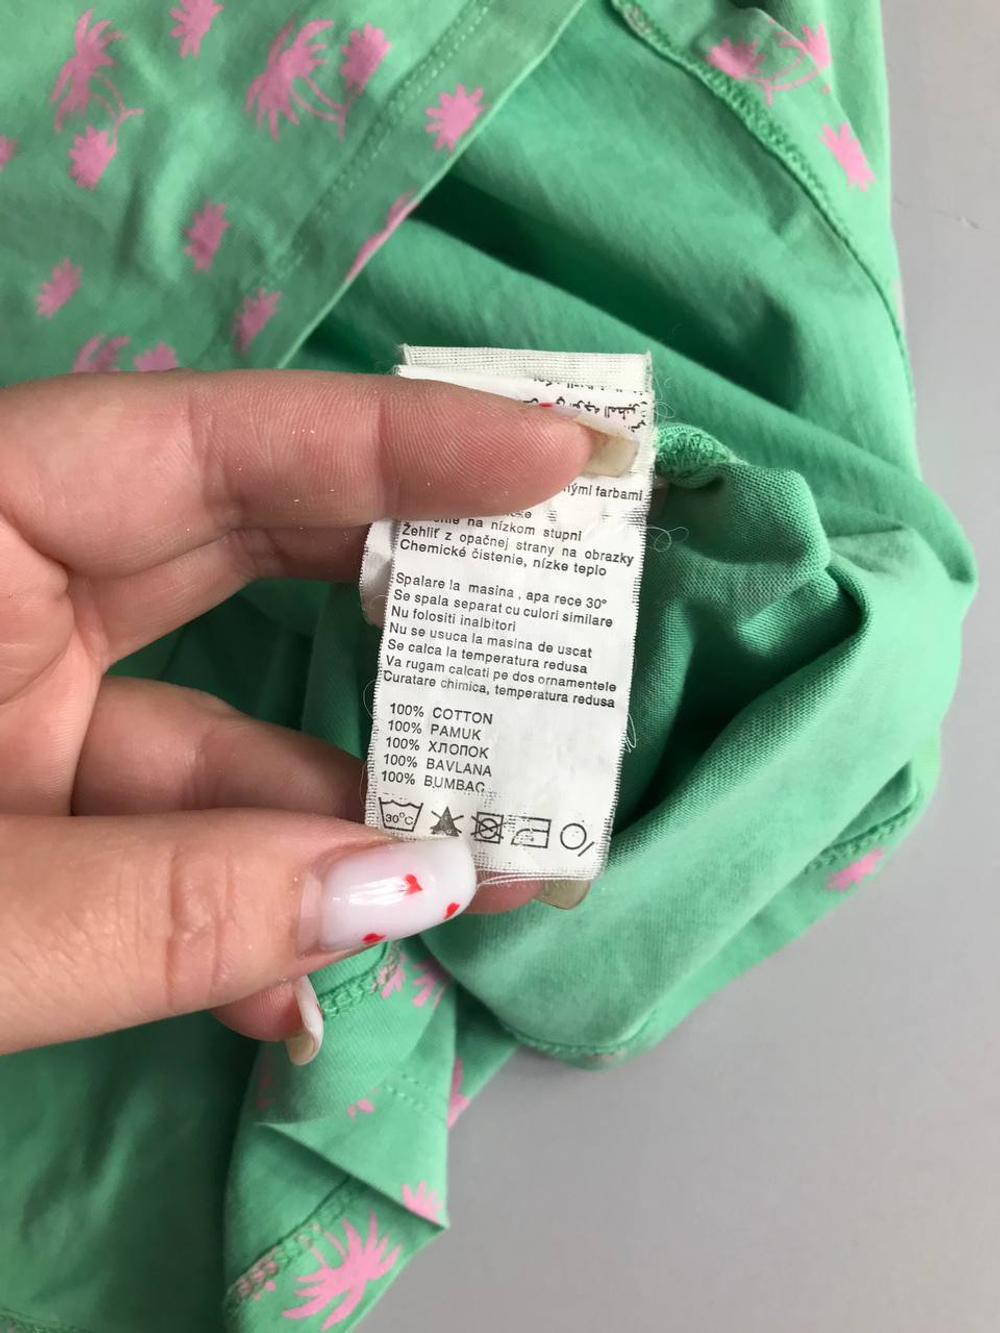 nými farbami
na nízkom stupni
Žehliť z opačnej strany na obrazky
Chemické čistenie, nízke teplo
Spalare la masina , apa rece 30°
Se spala separat cu culori similare
Nu folositi inalbitori
Nu se usuca la masina de uscat
Se calca la temperatura redusa
Va rugam calcati pe dos ornamentele
Curatare chimica, temperatura redusa
100% COTTON
100% PAMUK
100% ХЛОПОК
100% BAVLANA
100% BUMBAC
30°C